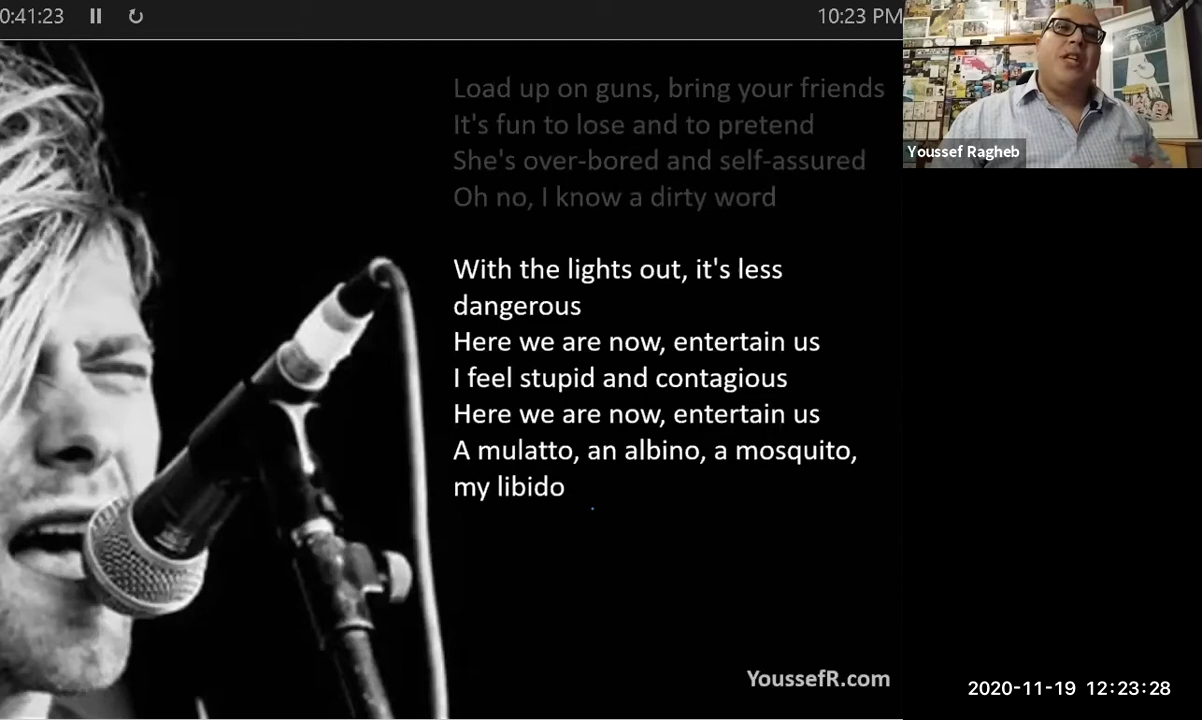 0:41:23
10:23 PM
Load up on guns, bring your friends
It's fun to lose and to pretend
She's over-bored and self-assured
Oh no, I know a dirty word
With the lights out, it's less
dangerous
Here we are now, entertain us
I feel stupid and contagious
Here we are now, entertain us
A mulatto, an albino, a mosquito,
my libido
YoussefR.com
Youssef Ragheb
2020-11-19 12:23:28